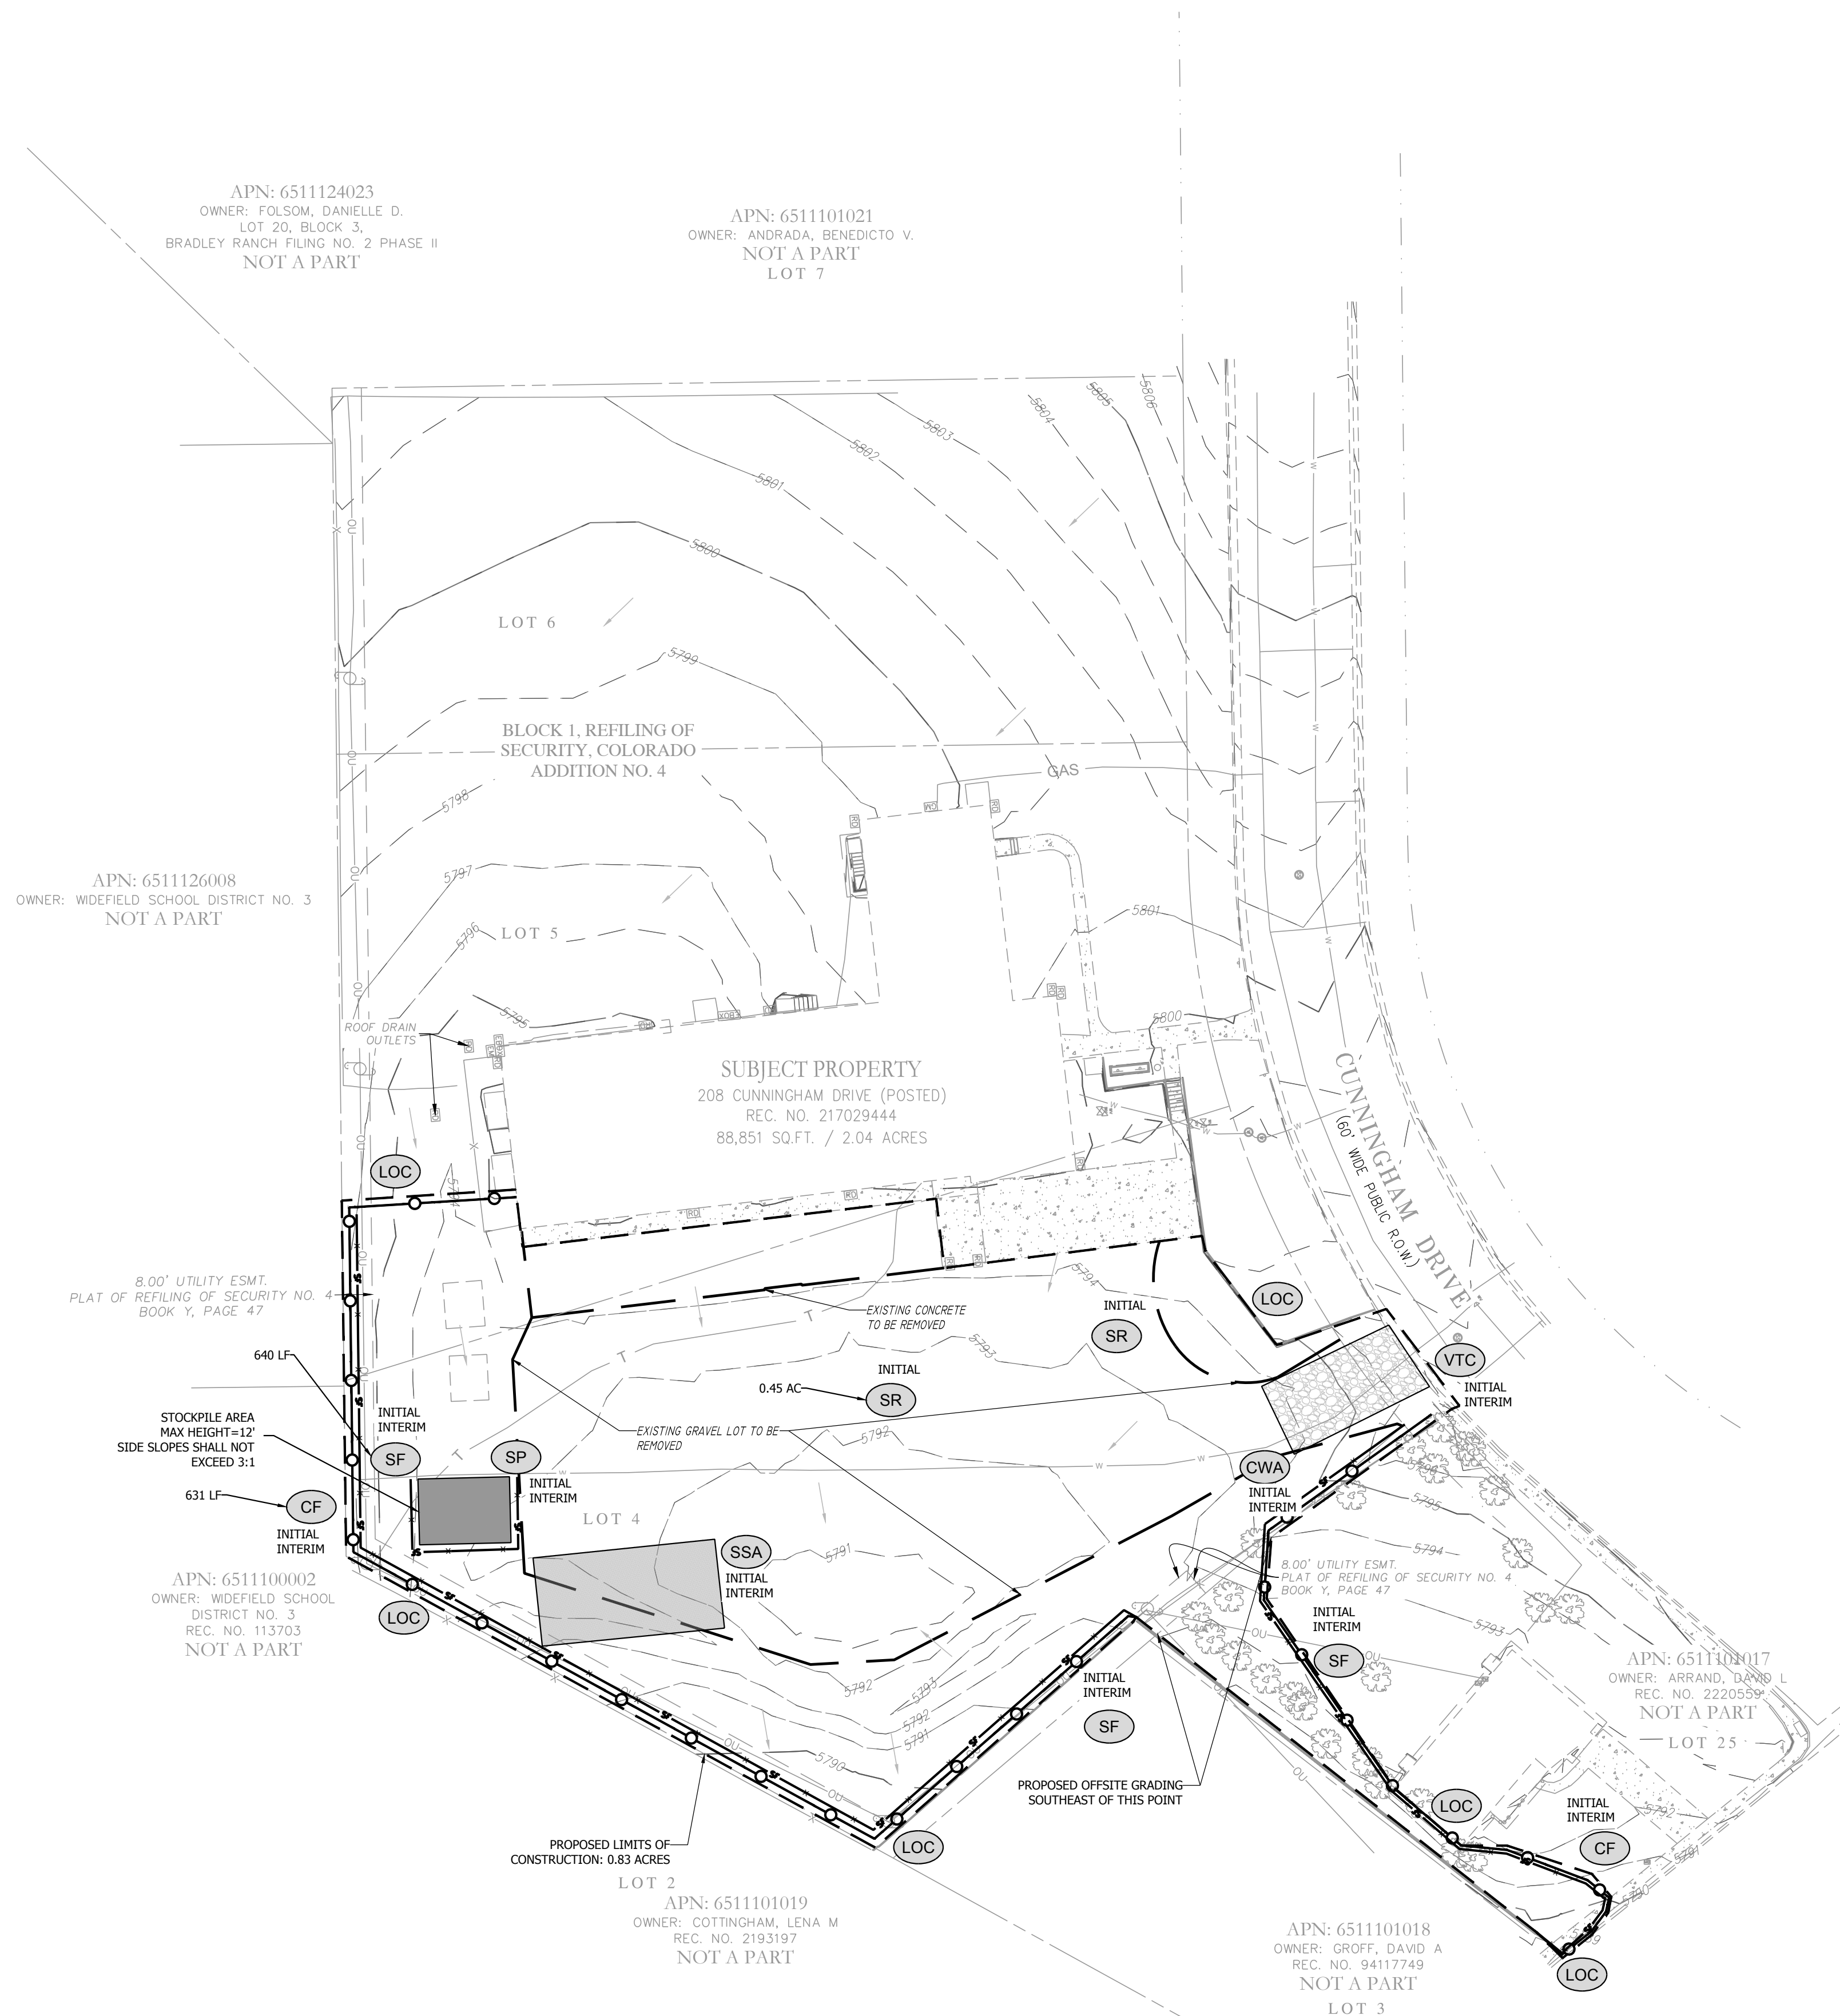 APN: 6511124023
OWNER: FOLSOM, DANIELLE D.
LOT 20, BLOCK 3,
BRADLEY RANCH FILING NO. 2 PHASE II
NOT A PART
APN: 6511101021
OWNER: ANDRADA, BENEDICTO V.
NOT A PART
LOT 7
5801
5802
5803
5804
5805
5806
5800
LOT 6
5799
BLOCK 1, REFILING OF
SECURITY, COLORADO
ADDITION NO. 4
GAS
5798
5797
5796
LOT 5
5795
5801
5800
APN: 6511126008
OWNER: WIDEFIELD SCHOOL DISTRICT NO. 3
NOT A PART
ROOF DRAIN
OUTLETS
SUBJECT PROPERTY
208 CUNNINGHAM DRIVE (POSTED)
REC. NO. 217029444
88,851 SQ.FT. / 2.04 ACRES
CUNNINGHAM DRIVE
(60' WIDE PUBLIC R.O.W.)
LOC
5794
8.00' UTILITY ESMT.
PLAT OF REFILING OF SECURITY NO. 4
BOOK Y, PAGE 47
EXISTING CONCRETE
TO BE REMOVED
5794
INITIAL
SR
LOC
5793
640 LF
0.45 AC
INITIAL
SR
VTC
INITIAL
INTERIM
STOCKPILE AREA
MAX HEIGHT=12'
SIDE SLOPES SHALL NOT
EXCEED 3:1
INITIAL
INTERIM
SF
SP
INITIAL
INTERIM
EXISTING GRAVEL LOT TO BE
REMOVED
5792
CWA
INITIAL
INTERIM
631 LF
CF
INITIAL
INTERIM
LOT 4
SSA
INITIAL
INTERIM
5791
5795
5794
8.00' UTILITY ESMT.
PLAT OF REFILING OF SECURITY NO. 4
BOOK Y, PAGE 47
APN: 6511100002
OWNER: WIDEFIELD SCHOOL
DISTRICT NO. 3
REC. NO. 113703
NOT A PART
LOC
INITIAL
INTERIM
SF
5793
5792
5793
5792
5791
5790
INITIAL
INTERIM
SF
APN: 6511101017
OWNER: ARRAND, DAVID L
REC. NO. 2220559
NOT A PART
LOT 25
PROPOSED OFFSITE GRADING
SOUTHEAST OF THIS POINT
LOC
INITIAL
INTERIM
CF
5792
5791
5790
PROPOSED LIMITS OF
CONSTRUCTION: 0.83 ACRES
LOC
LOT 2
APN: 6511101019
OWNER: COTTINGHAM, LENA M
REC. NO. 2193197
NOT A PART
APN: 6511101018
OWNER: GROFF, DAVID A
REC. NO. 94117749
NOT A PART
LOT 3
LOC